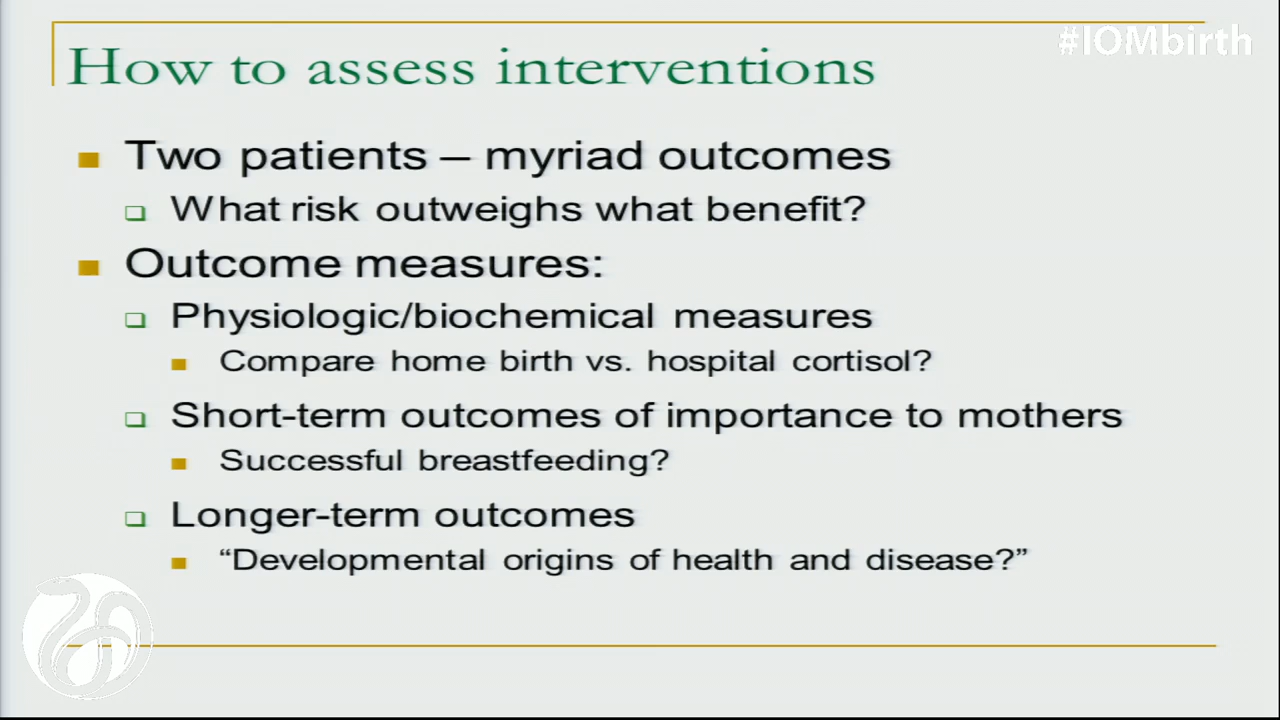 #IOMbirth
How to assess interventions
Two patients – myriad outcomes
What risk outweighs what benefit?
Outcome measures:
Physiologic/biochemical measures
Compare home birth vs. hospital cortisol?
Short-term outcomes of importance to mothers
Successful breastfeeding?
Longer-term outcomes
“Developmental origins of health and disease?”